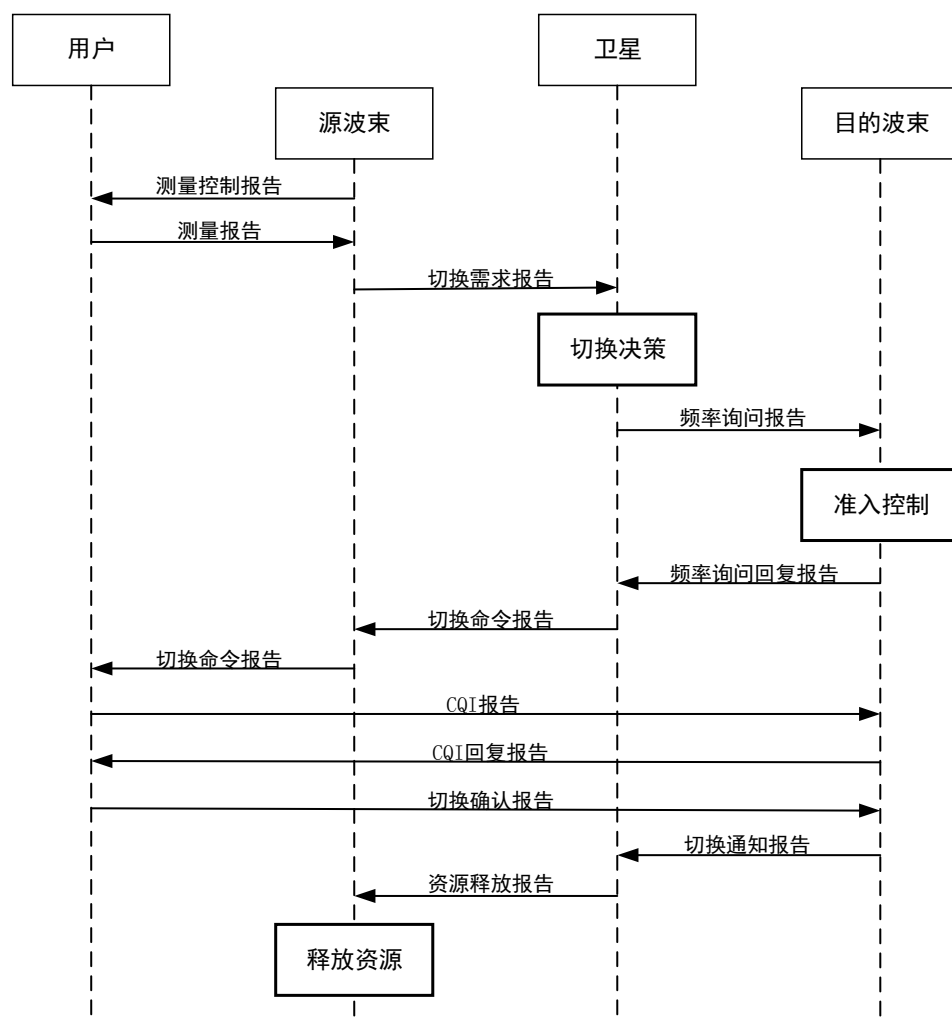 用户
卫星
源波束
目的波束
测量控制报告
测量报告
切换需求报告
切换决策
频率询问报告
准入控制
频率询问回复报告
切换命令报告
切换命令报告
CQI报告
CQI回复报告
切换确认报告
切换通知报告
资源释放报告
释放资源